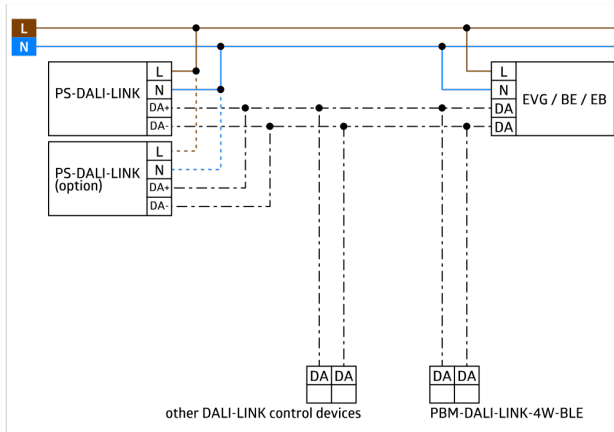 L
N
PS-DALI-LINK
L
N
DA+
DA-
EVG / BE / EB
L
N
DA
DA
PS-DALI-LINK
(option)
L
N
DA+
DA-
DA DA
DA DA
other DALI-LINK control devices
PBM-DALI-LINK-4W-BLE